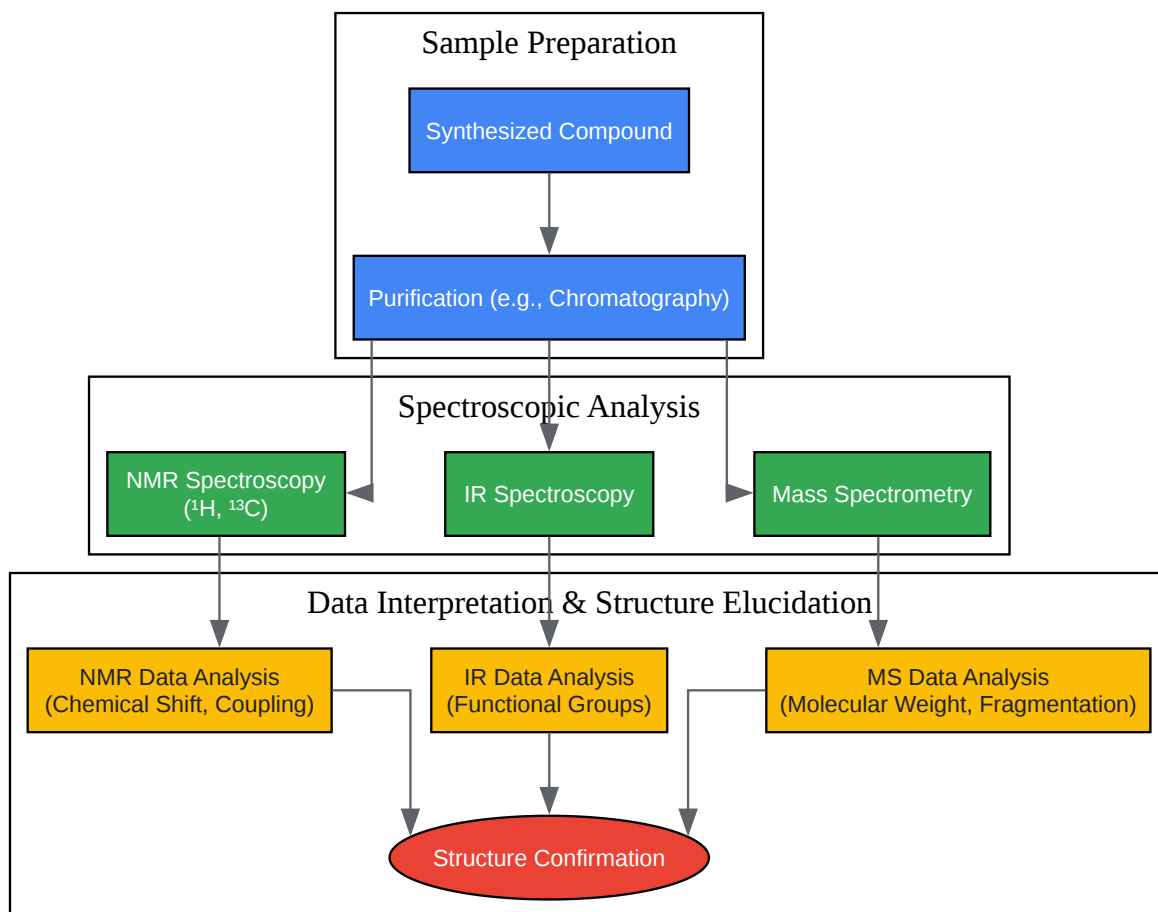 Sample Preparation
Synthesized Compound
Purification (e.g., Chromatography)
Spectroscopic Analysis
NMR Spectroscopy
(¹H, ¹³C)
IR Spectroscopy
Mass Spectrometry
Data Interpretation & Structure Elucidation
NMR Data Analysis
(Chemical Shift, Coupling)
IR Data Analysis
(Functional Groups)
MS Data Analysis
(Molecular Weight, Fragmentation)
Structure Confirmation